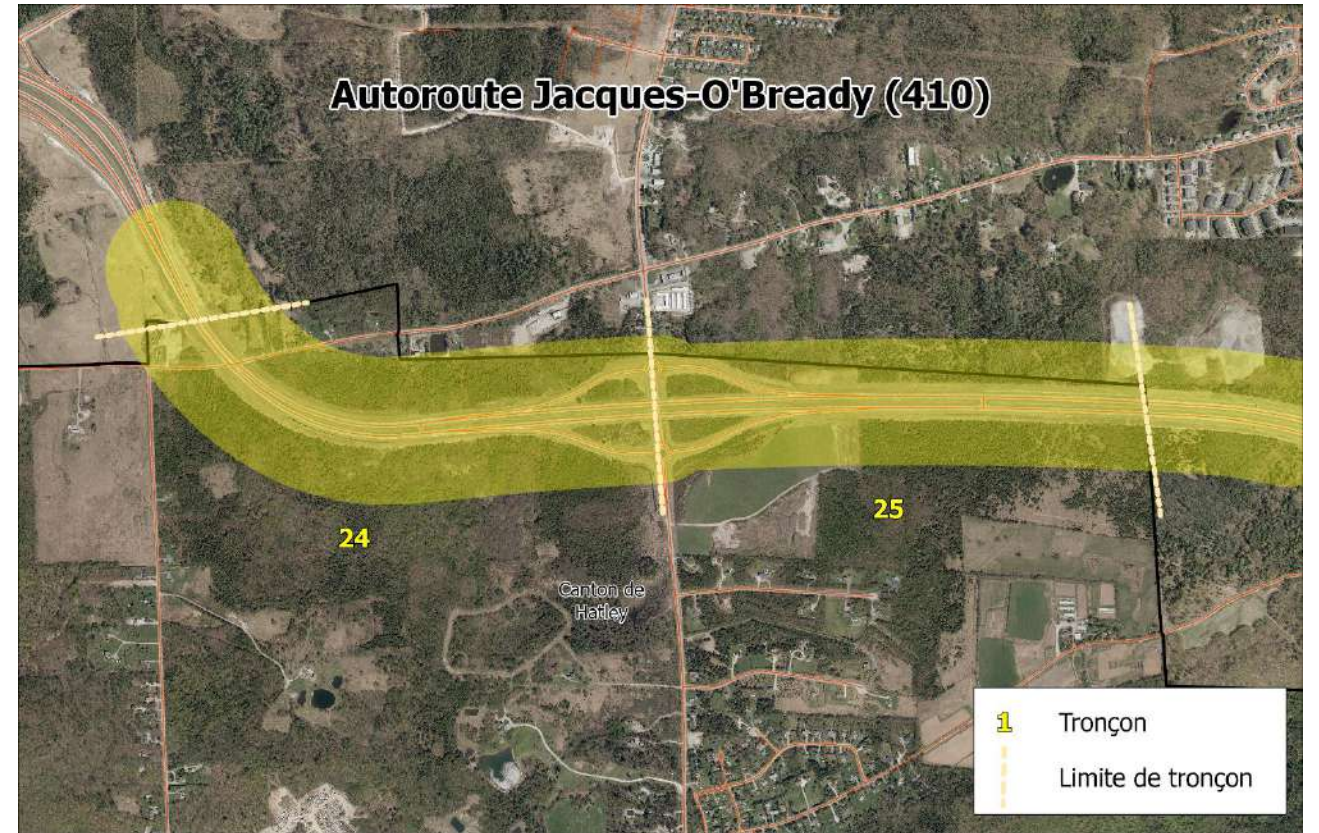 Autoroute Jacques-O'Bready (410)
24
25
Canton de
Hatley
1 Tronçon
Limite de tronçon